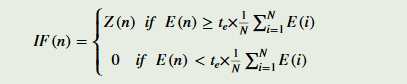 IF(n) = { Z(n) if E(n) ≥ t_e × 1/N ∑_{i=1}^{N} E(i)
0 if E(n) < t_e × 1/N ∑_{i=1}^{N} E(i)